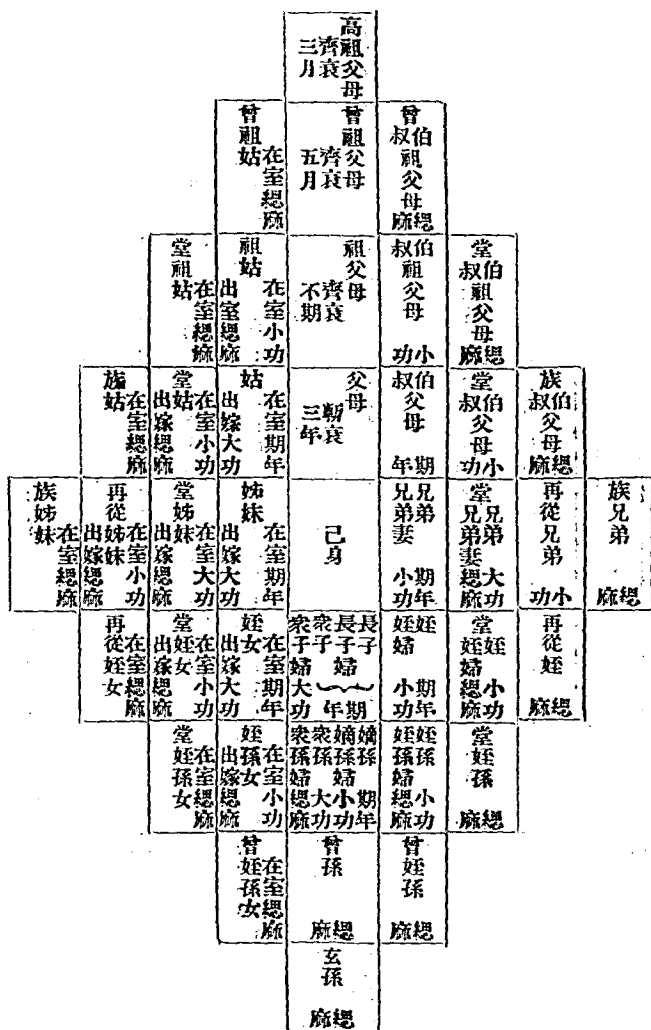 高祖父母
齊衰
三月
曾伯叔祖父母
緦麻
曾祖父母
齊衰
五月
曾祖姑
在室緦麻
堂伯叔祖父母
緦麻
伯叔祖父母
小功
祖父母
齊衰
不期
祖姑
在室小功
出室緦麻
堂祖姑
在室緦麻
族伯叔父母
緦麻
堂伯叔父母
小功
伯叔父母
期年
父母
斬衰
三年
姑
在室期年
出嫁大功
堂姑
在室小功
出嫁緦麻
族姑
在室緦麻
族兄弟
緦麻
再從兄弟
小功
堂
兄弟 大功
兄弟妻 緦麻
兄弟 期年
兄弟妻 小功
己身
姊妹
在室期年
出嫁大功
堂姊妹
在室大功
出嫁緦麻
再從姊妹
在室小功
出嫁緦麻
族姊妹
在室緦麻
再從姪
緦麻
堂
姪 小功
姪婦 緦麻
姪 期年
姪婦 小功
長子
長子婦
衆子
期年
衆子婦 大功
姪女
在室期年
出嫁大功
堂姪女
在室小功
出嫁緦麻
再從姪女
在室緦麻
堂姪孫
緦麻
姪孫 小功
姪孫婦 緦麻
嫡孫 期年
嫡孫婦 小功
衆孫 大功
衆孫婦 緦麻
姪孫女
在室小功
出嫁緦麻
堂姪孫女
在室緦麻
曾姪孫
緦麻
曾孫
緦麻
曾姪孫女
在室緦麻
玄孫
緦麻